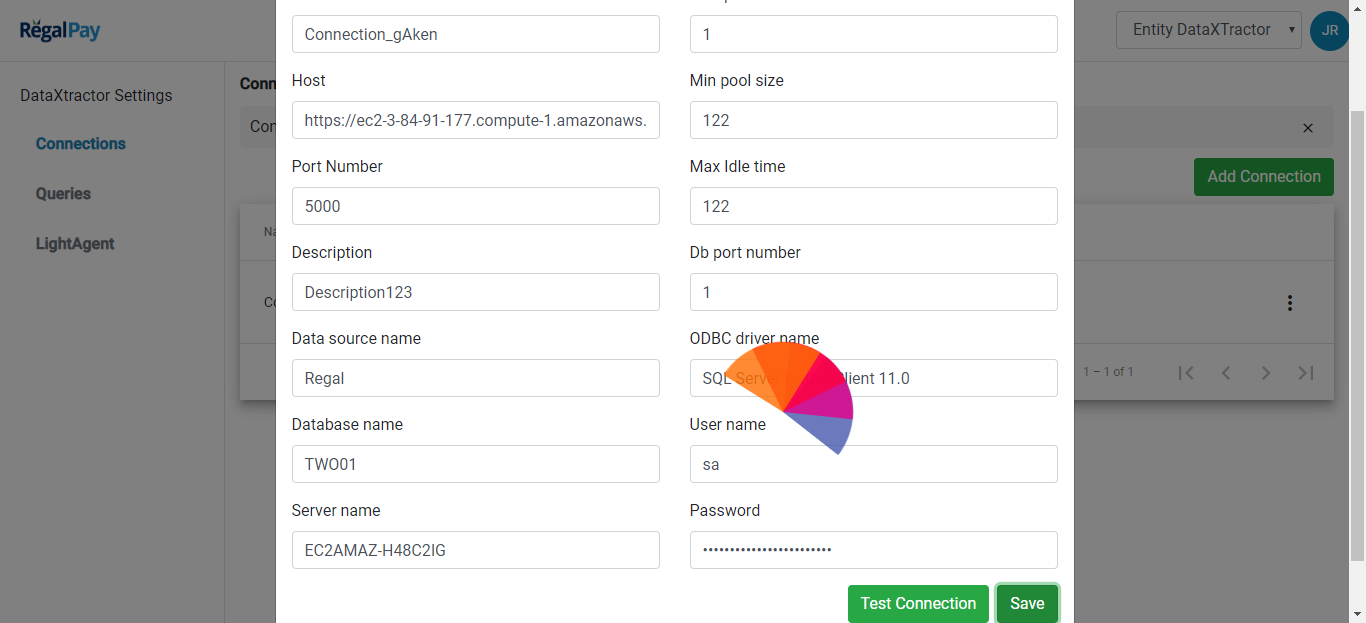 RegalPay
Entity DataXTractor
JR
DataXtractor Settings
Connections
Queries
LightAgent
Conn
Con
Add Connection
Na
Co
1 – 1 of 1
Connection_gAken
1
Host
Min pool size
https://ec2-3-84-91-177.compute-1.amazonaws.
122
Port Number
Max Idle time
5000
122
Description
Db port number
Description123
1
Data source name
ODBC driver name
Regal
SQL Server lient 11.0
Database name
User name
TWO01
sa
Server name
Password
EC2AMAZ-H48C2IG
Test Connection
Save